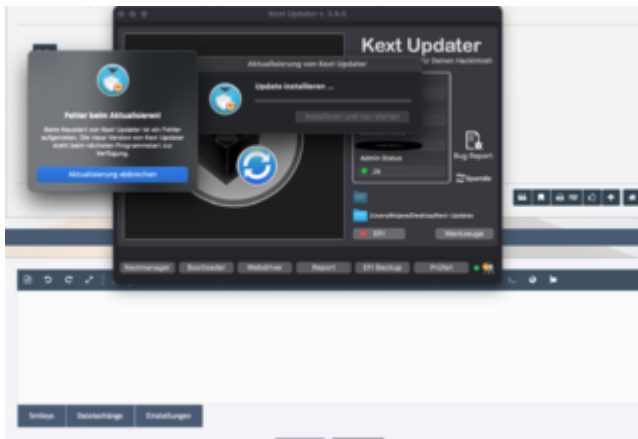 Kext Updater v. 3.8.0
Kext Updater
für Deinen Hackintosh
Aktualisierung von Kext Updater
Update installieren ...
Installieren und neu starten
Fehler beim Aktualisieren!
Beim Neustart von Kext Updater ist ein Fehler
aufgetreten. Die neue Version von Kext Updater
steht beim nächsten Programmstart zur
Verfügung.
Aktualisierung abbrechen
Admin Status
Ja
Bug Report
Spende
EFI
Werkzeuge
Kextmanager
Bootloader
Webdriver
Report
EFI Backup
Prüfen
Smileys
Dateianhänge
Einstellungen